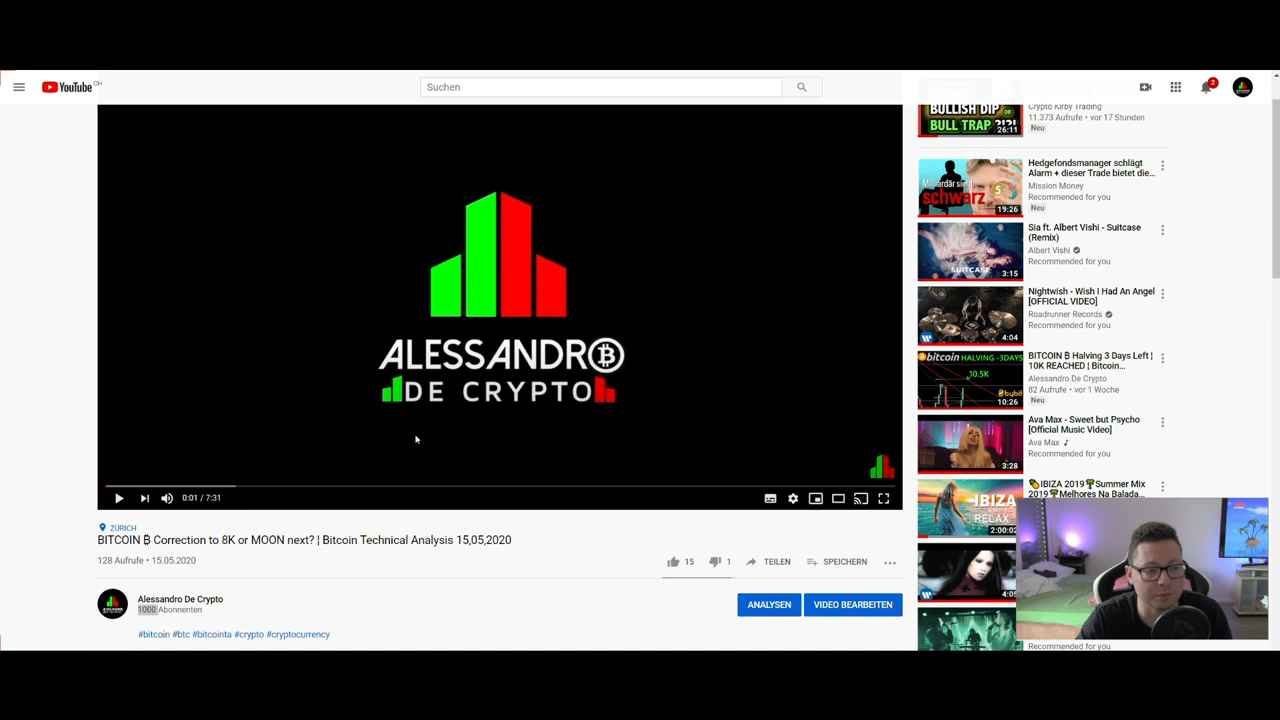 YouTube CH
Suchen
2
ALESSANDRO
DE CRYPTO
0:01 / 7:31
ZÜRICH
BITCOIN ₿ Correction to 8K or MOON next? ¦ Bitcoin Technical Analysis 15,05,2020
128 Aufrufe • 15.05.2020
15
1
TEILEN
SPEICHERN
Alessandro De Crypto
1000 Abonnenten
ANALYSEN
VIDEO BEARBEITEN
#bitcoin #btc #bitcointa #crypto #cryptocurrency
BULLISH DIP OR
BULL TRAP ?!?!
26:11
Crypto Kirby Trading
11.373 Aufrufe • vor 17 Stunden
Neu
Milliardär sieht
schwarz
5
19:26
Hedgefondsmanager schlägt
Alarm + dieser Trade bietet die...
Mission Money
Recommended for you
Neu
SUITCASE
3:15
Sia ft. Albert Vishi - Suitcase
(Remix)
Albert Vishi
Recommended for you
4:04
Nightwish - Wish I Had An Angel
[OFFICIAL VIDEO]
Roadrunner Records
Recommended for you
bitcoin HALVING -3DAYS
10.5K
bybit
10:26
BITCOIN ₿ Halving 3 Days Left ¦
10K REACHED ¦ Bitcoin...
Alessandro De Crypto
82 Aufrufe • vor 1 Woche
Neu
3:28
Ava Max - Sweet but Psycho
[Official Music Video]
Ava Max
Recommended for you
IBIZA
RELAX
2:00:02
🍍IBIZA 2019🌴Summer Mix
2019🌴Melhores Na Balada...
4:05
Recommended for you